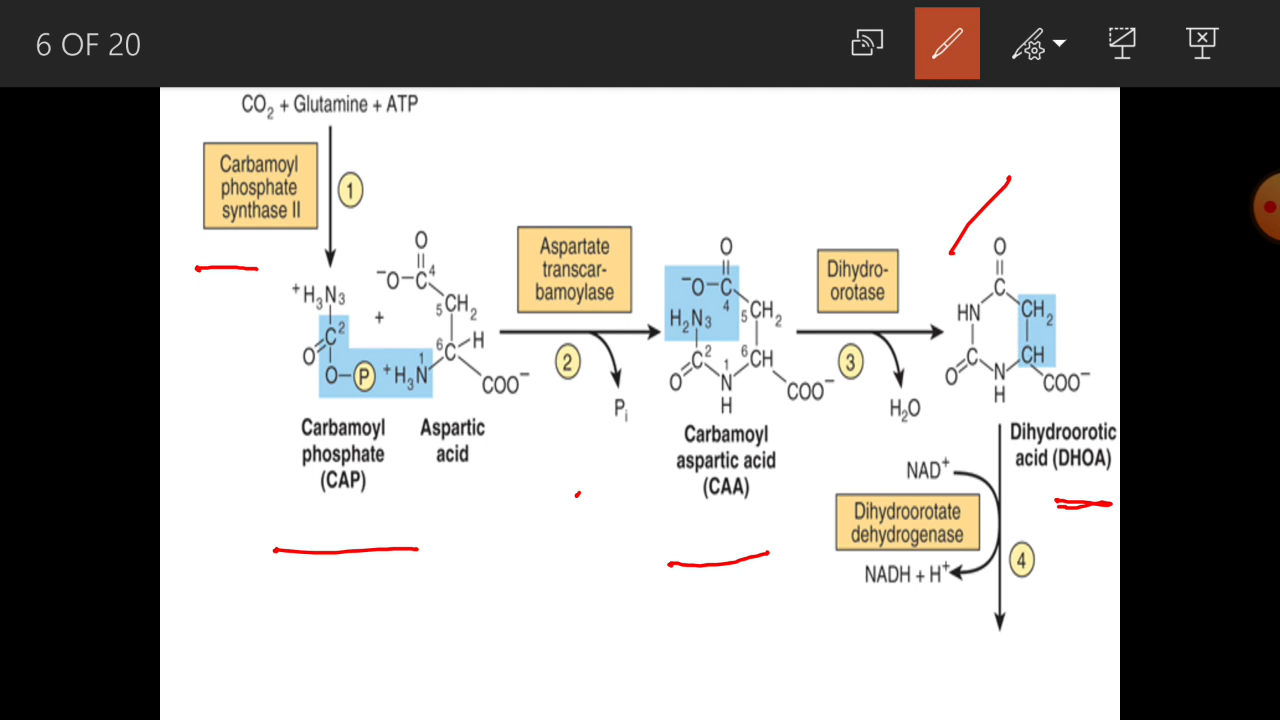 6 OF 20
CO2 + Glutamine + ATP
Carbamoyl
phosphate
synthase II
1
+H3N3
C2
O
O–P
+
O
–O–C4
5CH2
6C–H
+H3N1
COO–
Carbamoyl
phosphate
(CAP)
Aspartic
acid
Aspartate
transcar-
bamoylase
2
Pi
O
–O–C
4
H2N3
5CH2
C2
6CH
O
1
N
H
COO–
Carbamoyl
aspartic acid
(CAA)
Dihydro-
orotase
3
H2O
O
C
HN
CH2
C
CH
O
N
H
COO–
Dihydroorotic
acid (DHOA)
NAD+
Dihydroorotate
dehydrogenase
NADH + H+
4